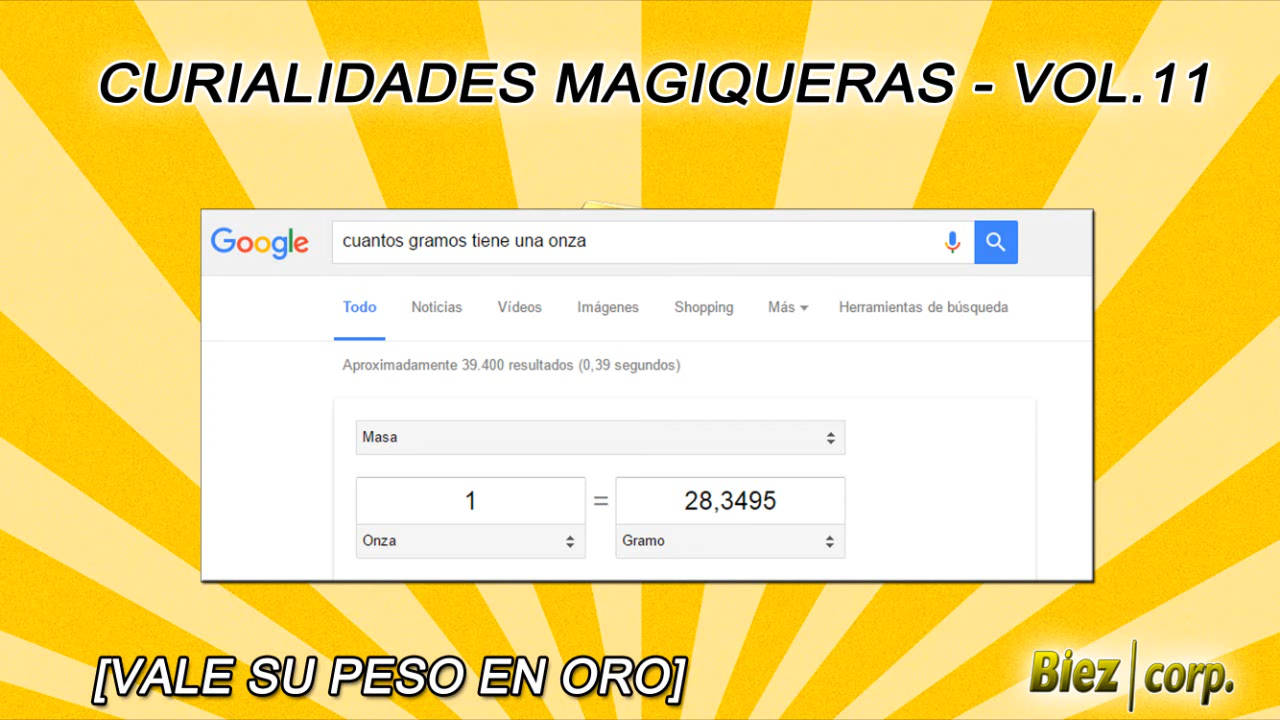 CURIALIDADES MAGIQUERAS - VOL.11
Google
cuantos gramos tiene una onza
Todo Noticias Vídeos Imágenes Shopping Más Herramientas de búsqueda
Aproximadamente 39.400 resultados (0,39 segundos)
Masa
1 = 28,3495
Onza Gramo
[VALE SU PESO EN ORO]
Biez | corp.